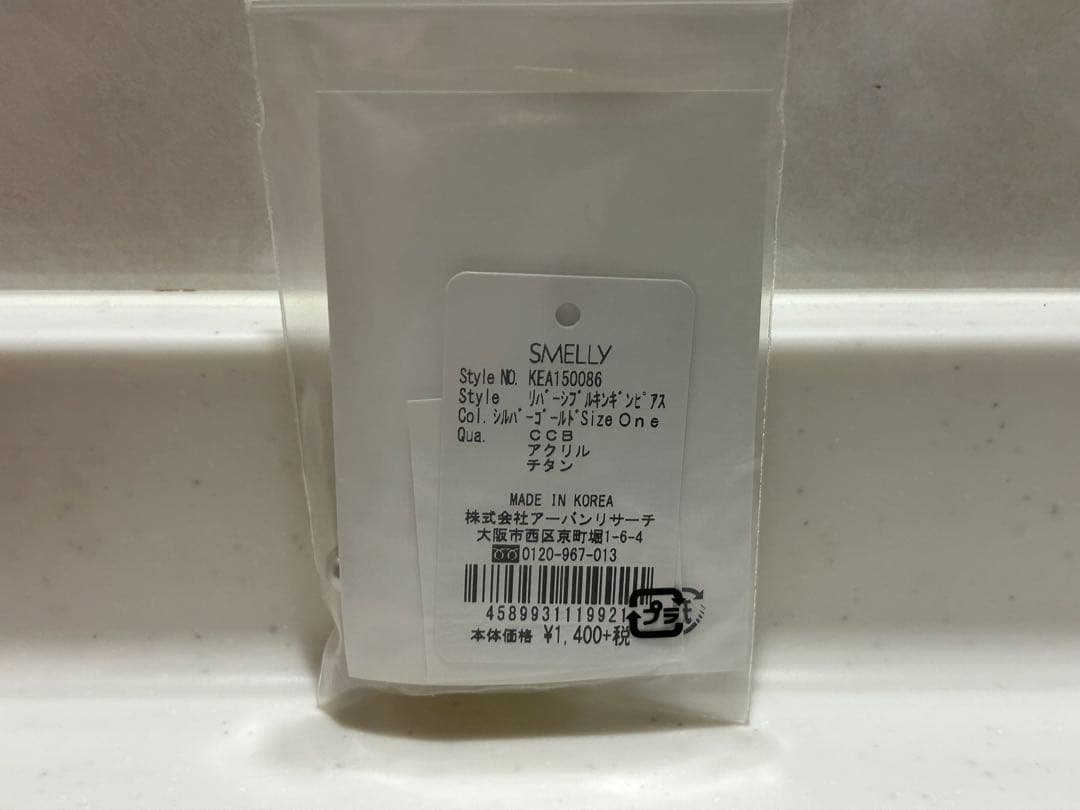 SMELLY
Style NO. KEA150086
Style ﾘﾊﾞｰｼﾌﾞﾙｷﾝｷﾞﾝﾋﾟｱｽ
Col. ｼﾙﾊﾞｰｺﾞｰﾙﾄﾞ Size One
Qua. CCB
アクリル
チタン
MADE IN KOREA
株式会社アーバンリサーチ
大阪市西区京町堀1-6-4
0120-967-013
4589931119921
プラ
本体価格 ¥1,400+税